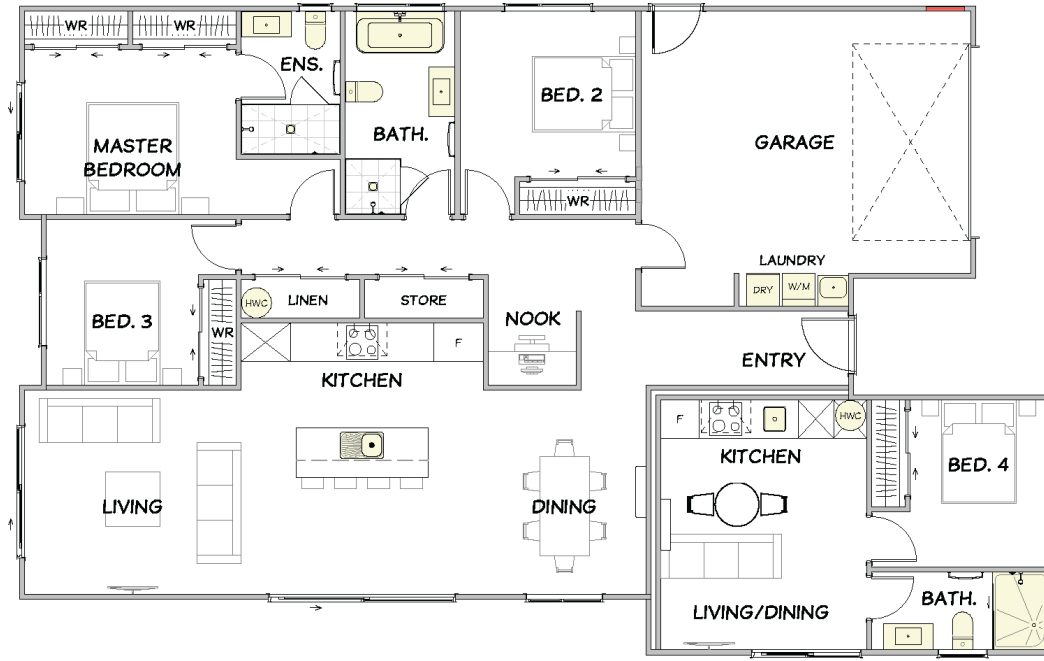 WR
WR
ENS.
BED. 2
MASTER
BEDROOM
BATH.
GARAGE
WR
LAUNDRY
DRY
W/M
HWC
LINEN
STORE
BED. 3
WR
NOOK
F
ENTRY
KITCHEN
F
HWC
KITCHEN
BED. 4
LIVING
DINING
BATH.
LIVING/DINING